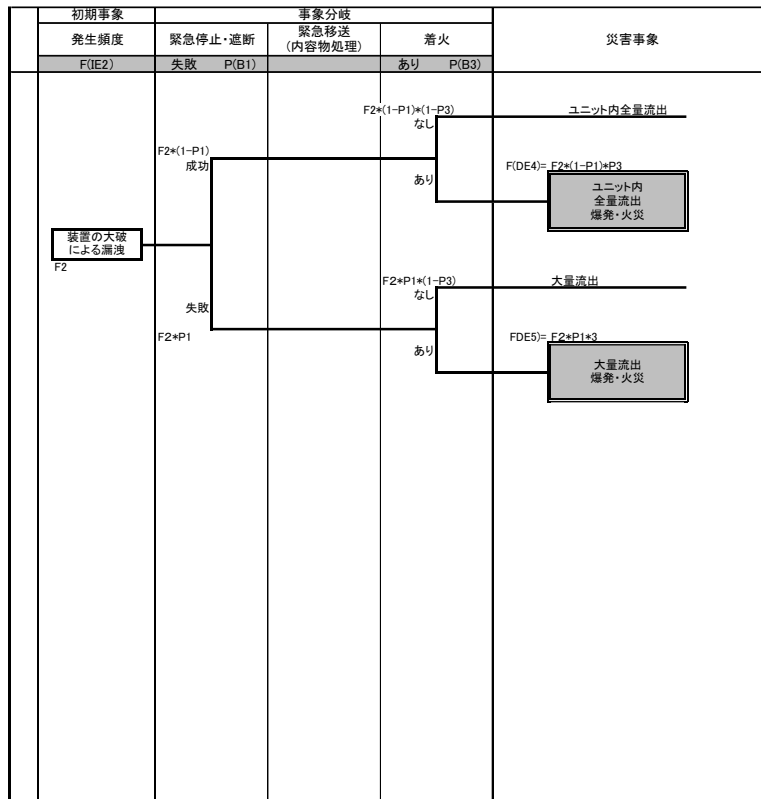 初期事象
事象分岐
発生頻度
緊急停止・遮断
緊急移送
(内容物処理)
着火
災害事象
F(IE2)
失敗 P(B1)
あり P(B3)
F2*(1-P1)*(1-P3)
なし
ユニット内全量流出
F2*(1-P1)
成功
あり
F(DE4)= F2*(1-P1)*P3
ユニット内
全量流出
爆発・火災
装置の大破
による漏洩
F2
F2*P1*(1-P3)
なし
大量流出
失敗
F2*P1
あり
FDE5)= F2*P1*3
大量流出
爆発・火災